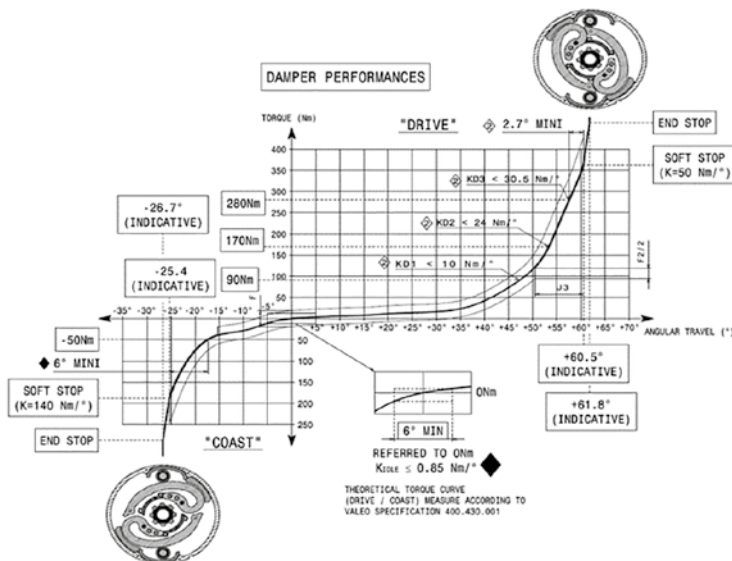 DAMPER PERFORMANCES
TORQUE (Nm)
"DRIVE"
2
2.7° MINI
END STOP
SOFT STOP
(K=50 Nm/°)
400
350
300
250
200
150
100
50
280Nm
170Nm
90Nm
2
KD3 < 30.5 Nm/°
2
KD2 < 24 Nm/°
2
KD1 < 10 Nm/°
F2/2
J3
-26.7°
(INDICATIVE)
-25.4
(INDICATIVE)
-35° -30° -25° -20° -15° -10° -5°
+5° +10° +15° +20° +25° +30° +35° +40° +45° +50° +55° +60° +65° +70°
ANGULAR TRAVEL (°)
-50Nm
6° MINI
SOFT STOP
(K=140 Nm/°)
END STOP
50
100
150
200
250
"COAST"
0Nm
6° MIN
REFERRED TO 0Nm
KIDLE ≤ 0.85 Nm/°
THEORETICAL TORQUE CURVE
(DRIVE / COAST) MEASURE ACCORDING TO
VALEO SPECIFICATION 400.430.001
+60.5°
(INDICATIVE)
+61.8°
(INDICATIVE)